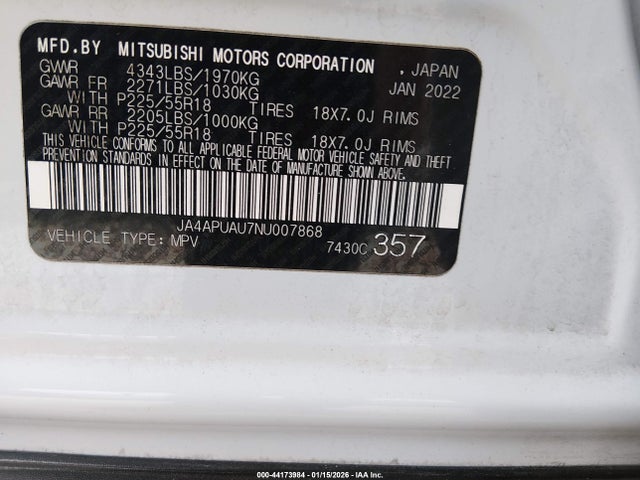 MFD.BY MITSUBISHI MOTORS CORPORATION , JAPAN
GVWR 4343LBS/1970KG JAN 2022
GAWR FR 2271LBS/1030KG
WITH P225/55R18 TIRES 18X7.0J RIMS
GAWR RR 2205LBS/1000KG
WITH P225/55R18 TIRES 18X7.0J RIMS
THIS VEHICLE CONFORMS TO ALL APPLICABLE FEDERAL MOTOR VEHICLE SAFETY AND THEFT
PREVENTION STANDARDS IN EFFECT ON THE DATE OF MANUFACTURE SHOWN ABOVE.
JA4APUAU7NU007868
VEHICLE TYPE:MPV 7430C 357
000-44173984 - 01/15/2026 - IAA Inc.